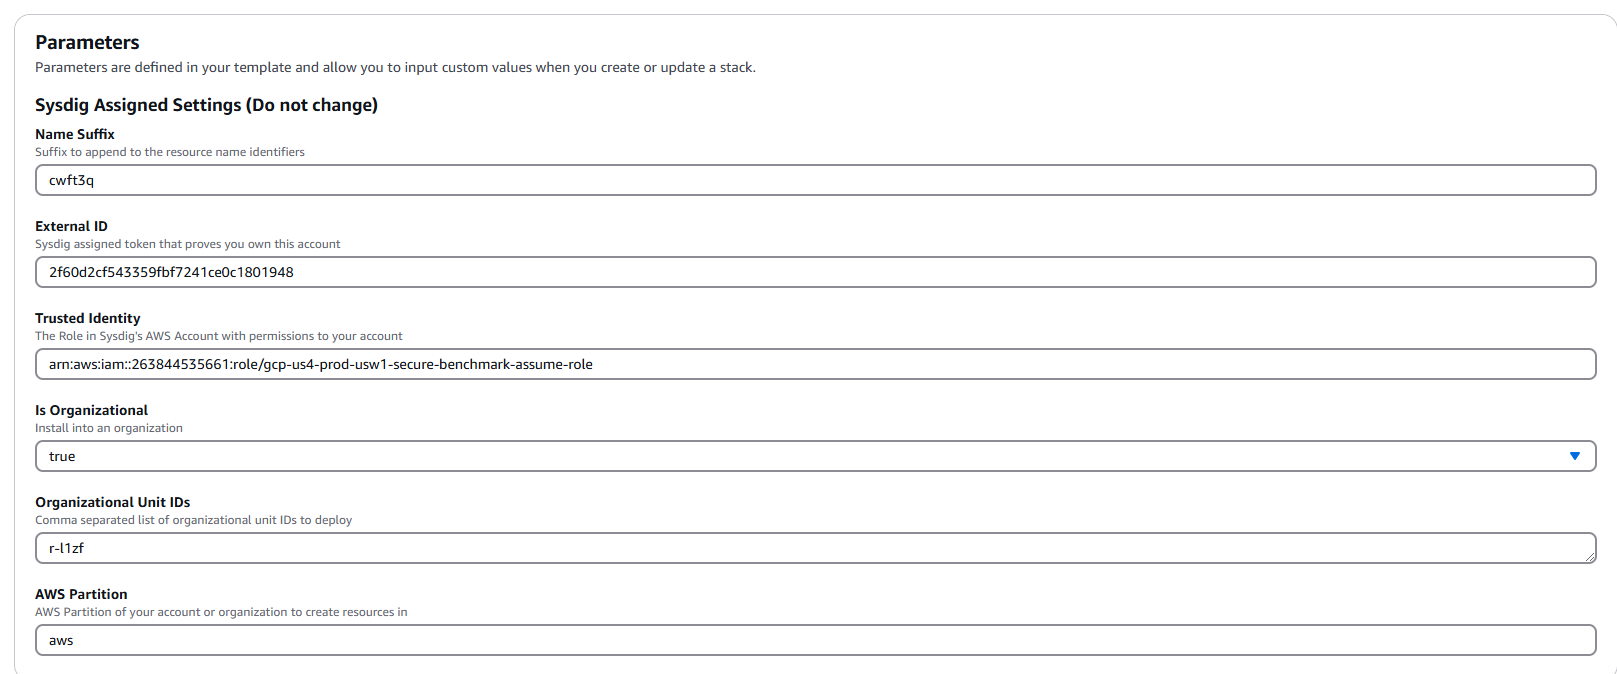 Parameters
Parameters are defined in your template and allow you to input custom values when you create or update a stack.
Sysdig Assigned Settings (Do not change)
Name Suffix
Suffix to append to the resource name identifiers
cwft3q
External ID
Sysdig assigned token that proves you own this account
2f60d2cf543359fbf7241ce0c1801948
Trusted Identity
The Role in Sysdig's AWS Account with permissions to your account
arn:aws:iam::263844535661:role/gcp-us4-prod-usw1-secure-benchmark-assume-role
Is Organizational
Install into an organization
true
Organizational Unit IDs
Comma separated list of organizational unit IDs to deploy
r-l1zf
AWS Partition
AWS Partition of your account or organization to create resources in
aws